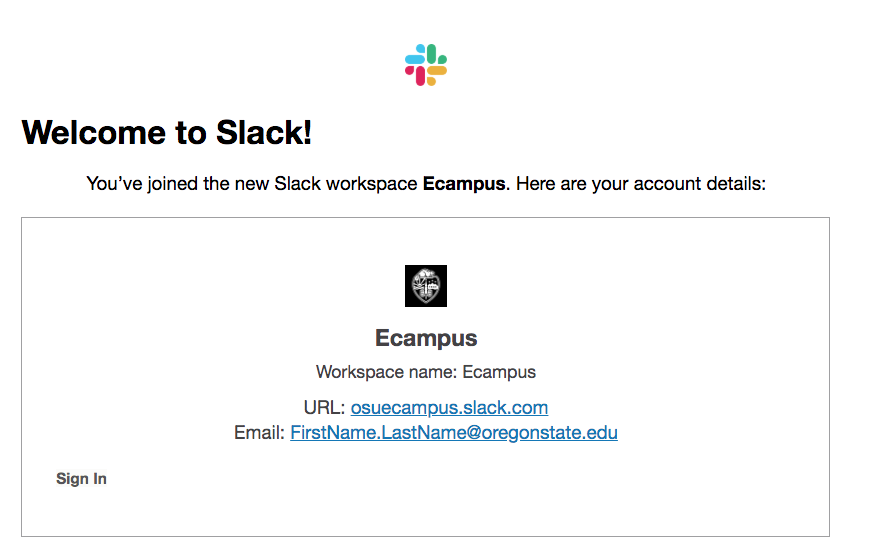 Welcome to Slack!
You’ve joined the new Slack workspace Ecampus. Here are your account details:
Ecampus
Workspace name: Ecampus
URL: osuecampus.slack.com
Email: FirstName.LastName@oregonstate.edu
Sign In